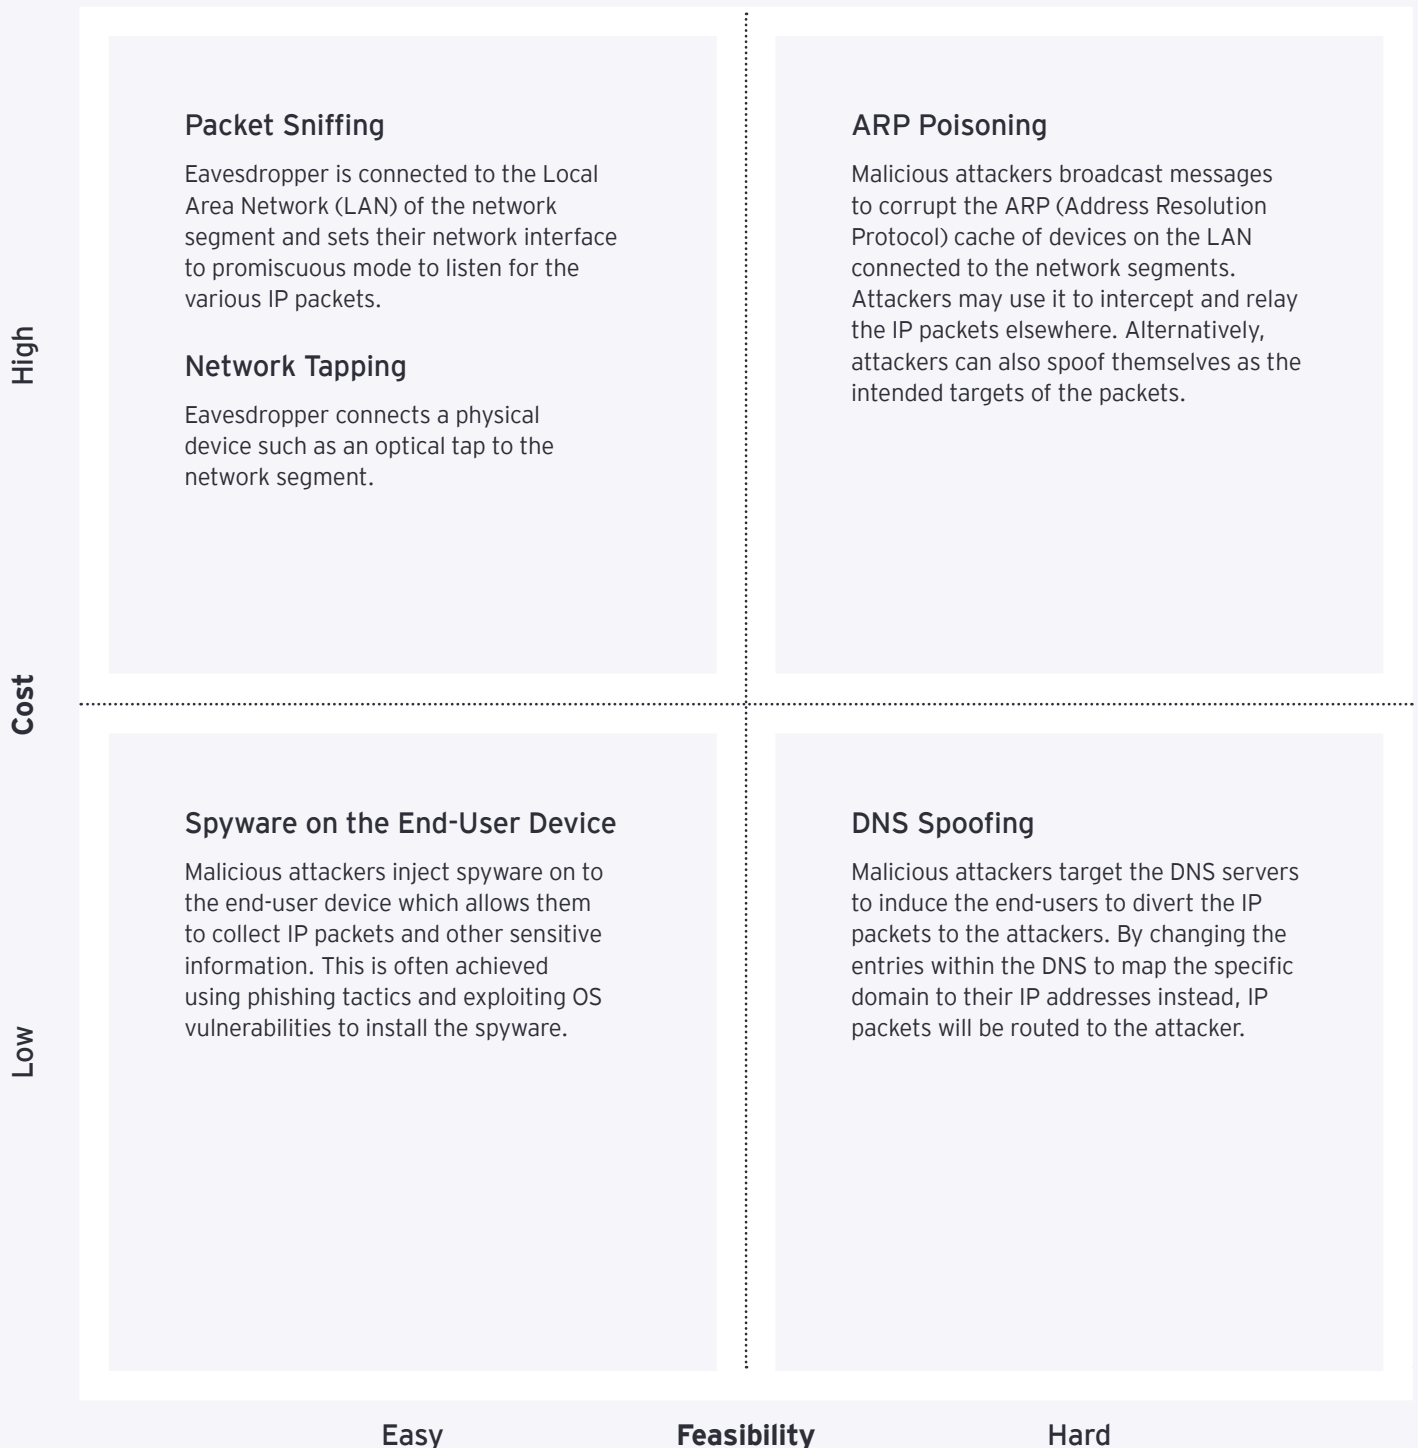 High
Cost
Low
Packet Sniffing
Eavesdropper is connected to the Local
Area Network (LAN) of the network
segment and sets their network interface
to promiscuous mode to listen for the
various IP packets.
Network Tapping
Eavesdropper connects a physical
device such as an optical tap to the
network segment.
ARP Poisoning
Malicious attackers broadcast messages
to corrupt the ARP (Address Resolution
Protocol) cache of devices on the LAN
connected to the network segments.
Attackers may use it to intercept and relay
the IP packets elsewhere. Alternatively,
attackers can also spoof themselves as the
intended targets of the packets.
Spyware on the End-User Device
Malicious attackers inject spyware on to
the end-user device which allows them
to collect IP packets and other sensitive
information. This is often achieved
using phishing tactics and exploiting OS
vulnerabilities to install the spyware.
DNS Spoofing
Malicious attackers target the DNS servers
to induce the end-users to divert the IP
packets to the attackers. By changing the
entries within the DNS to map the specific
domain to their IP addresses instead, IP
packets will be routed to the attacker.
Easy
Feasibility
Hard